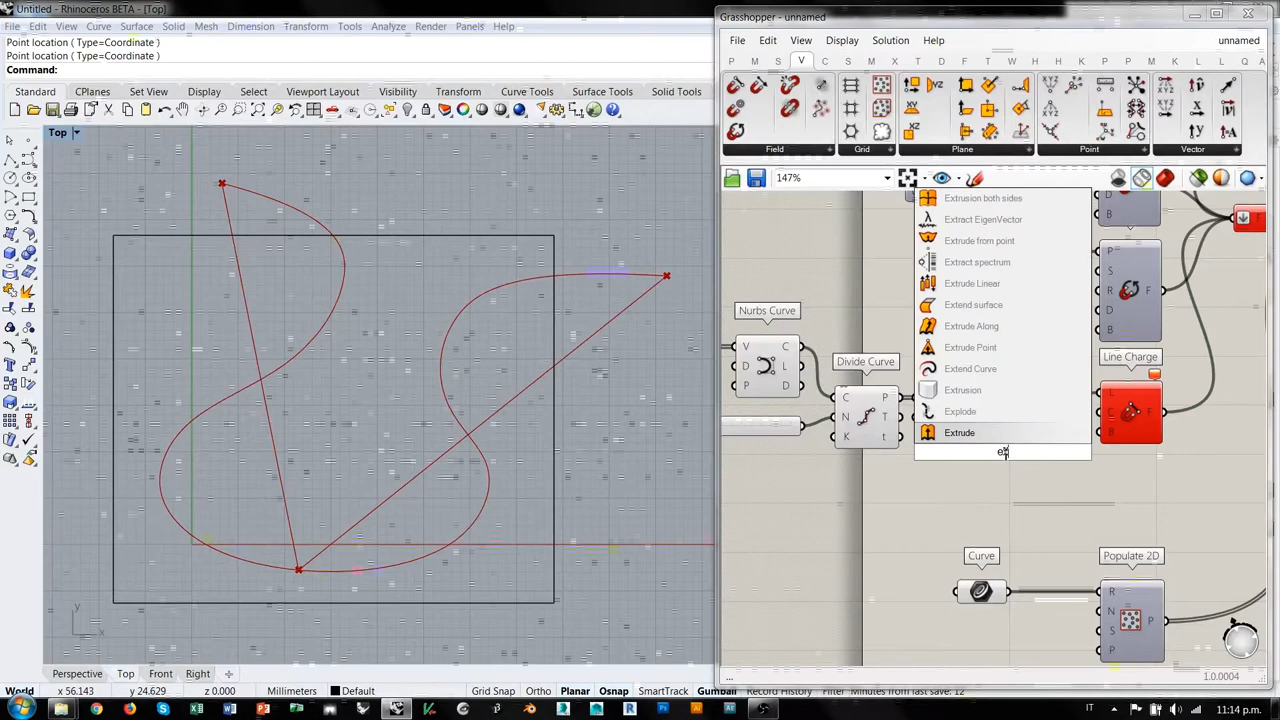 Untitled - Rhinoceros BETA - [Top]
File Edit View Curve Surface Solid Mesh Dimension Transform Tools Analyze Render Panels Help
Point location ( Type=Coordinate )
Point location ( Type=Coordinate )
Command:
Standard CPlanes Set View Display Select Viewport Layout Visibility Transform Curve Tools Surface Tools Solid Tools
Top
y
x
Perspective Top Front Right
World x 56.143 y 24.629 z 0.000 Millimeters Default Grid Snap Ortho Planar Osnap SmartTrack Gumball Record History Filter Minutes from last save: 12
Grasshopper - unnamed
File Edit View Display Solution Help unnamed
P M S V C S M I T D F T W H M X L C P P M K L L Q A
Field Grid Plane Point Vector
147%
Extrusion both sides
Extract EigenVector
Extrude from point
Extract spectrum
Extrude Linear
Extend surface
Extrude Along
Extrude Point
Extend Curve
Extrusion
Explode
Extrude
ex
Nurbs Curve
V C
D L
P D
Divide Curve
C P
N T
K t
D
B
P
S
R F
D
B
Line Charge
L
C F
B
Curve
Populate 2D
R
N
S P
P
...
1.0.0004
IT 11:14 p.m.